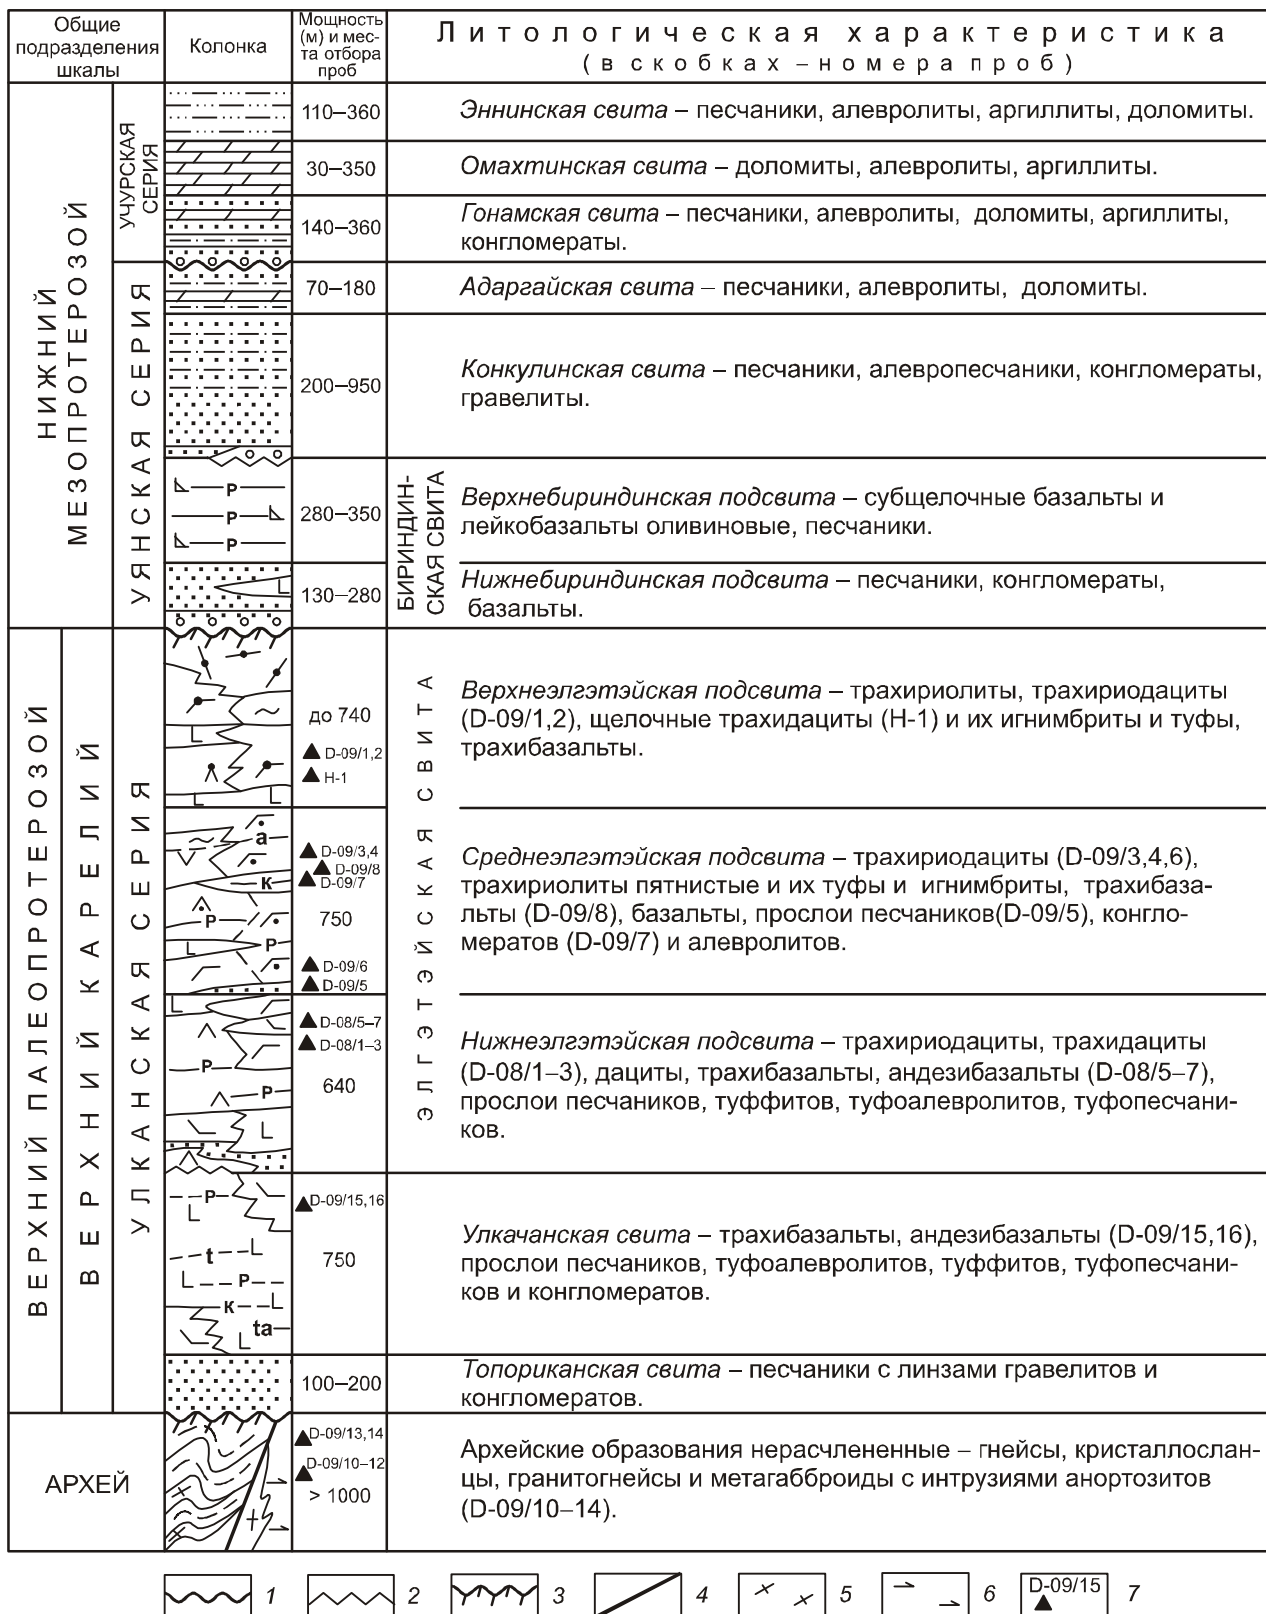 Общие
подразделения
шкалы
Колонка
Мощность
(м) и мес-
та отбора
проб
Литологическая характеристика
(в скобках – номера проб)
НИЖНИЙ
МЕЗОПРОТЕРОЗОЙ
УЧУРСКАЯ
СЕРИЯ
110–360
Эннинская свита – песчаники, алевролиты, аргиллиты, доломиты.
30–350
Омахтинская свита – доломиты, алевролиты, аргиллиты.
140–360
Гонамская свита – песчаники, алевролиты, доломиты, аргиллиты,
конгломераты.
УЯНСКАЯ СЕРИЯ
70–180
Адаргайская свита – песчаники, алевролиты, доломиты.
200–950
Конкулинская свита – песчаники, алевропесчаники, конгломераты,
гравелиты.
БИРИНДИН-
СКАЯ СВИТА
Р
Р
Р
280–350
Верхнебириндинская подсвита – субщелочные базальты и
лейкобазальты оливиновые, песчаники.
130–280
Нижнебириндинская подсвита – песчаники, конгломераты,
базальты.
ВЕРХНИЙ ПАЛЕОПРОТЕРОЗОЙ
ВЕРХНИЙ КАРЕЛИЙ
УЛКАНСКАЯ СЕРИЯ
ЭЛГЭТЭЙСКАЯ СВИТА
до 740
D-09/1,2
Н-1
Верхнеэлгэтэйская подсвита – трахириолиты, трахириодациты
(D-09/1,2), щелочные трахидациты (Н-1) и их игнимбриты и туфы,
трахибазальты.
а
D-09/3,4
D-09/8
к
D-09/7
Р
750
Р
D-09/6
D-09/5
Среднеэлгэтэйская подсвита – трахириодациты (D-09/3,4,6),
трахириолиты пятнистые и их туфы и игнимбриты, трахибаза-
льты (D-09/8), базальты, прослои песчаников(D-09/5), конгло-
мератов (D-09/7) и алевролитов.
D-08/5–7
D-08/1–3
Р
Р
640
Нижнеэлгэтэйская подсвита – трахириодациты, трахидациты
(D-08/1–3), дациты, трахибазальты, андезибазальты (D-08/5–7),
прослои песчаников, туффитов, туфоалевролитов, туфопесчани-
ков.
Р
D-09/15,16
t
750
Р
к
ta
Улкачанская свита – трахибазальты, андезибазальты (D-09/15,16),
прослои песчаников, туфоалевролитов, туффитов, туфопесчани-
ков и конгломератов.
100–200
Топориканская свита – песчаники с линзами гравелитов и
конгломератов.
АРХЕЙ
D-09/13,14
D-09/10–12
> 1000
Архейские образования нерасчлененные – гнейсы, кристаллослан-
цы, гранитогнейсы и метагабброиды с интрузиями анортозитов
(D-09/10–14).
1
2
3
4
5
6
D-09/15
7